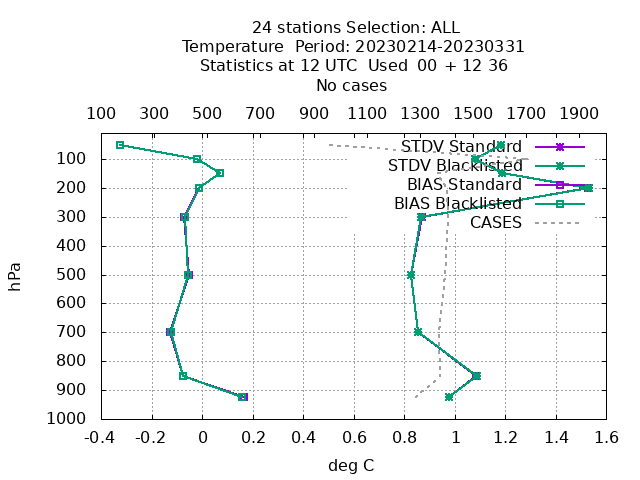 24 stations Selection: ALL
Temperature  Period: 20230214-20230331
Statistics at 12 UTC  Used  00 + 12 36
No cases
100 300 500 700 900 1100 1300 1500 1700 1900
STDV Standard
STDV Blacklisted
BIAS Standard
BIAS Blacklisted
CASES
hPa
100
200
300
400
500
600
700
800
900
1000
-0.4 -0.2 0 0.2 0.4 0.6 0.8 1 1.2 1.4 1.6
deg C